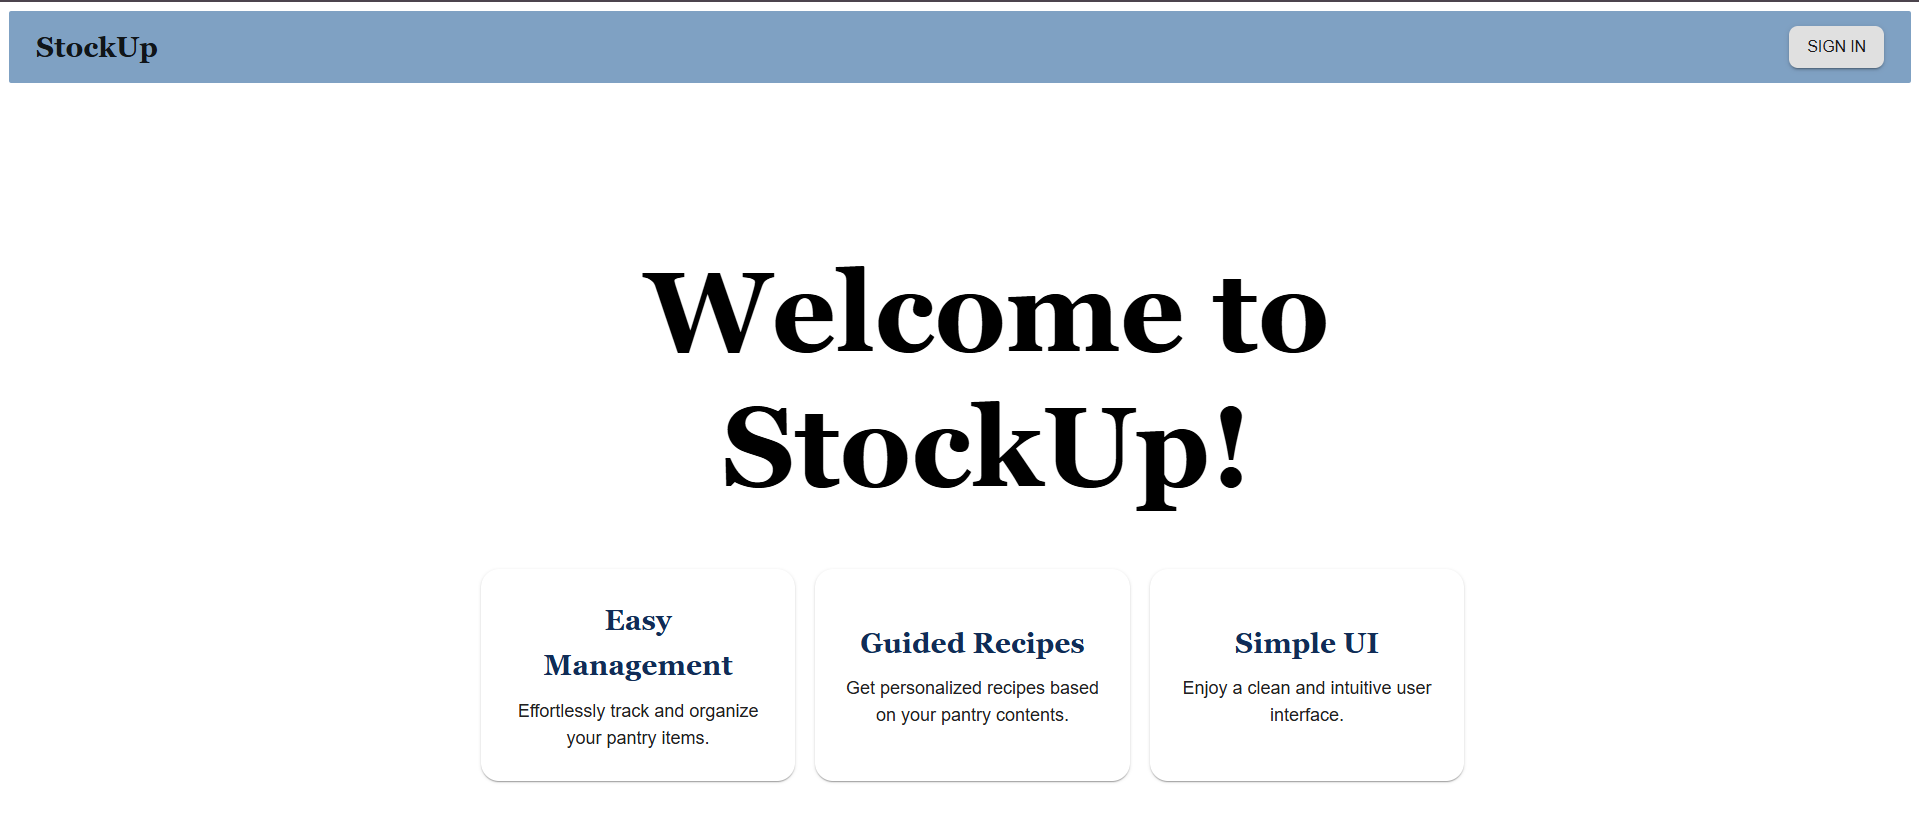 StockUp
SIGN IN
Welcome to
StockUp!
Easy
Management
Effortlessly track and organize
your pantry items.
Guided Recipes
Get personalized recipes based
on your pantry contents.
Simple UI
Enjoy a clean and intuitive user
interface.